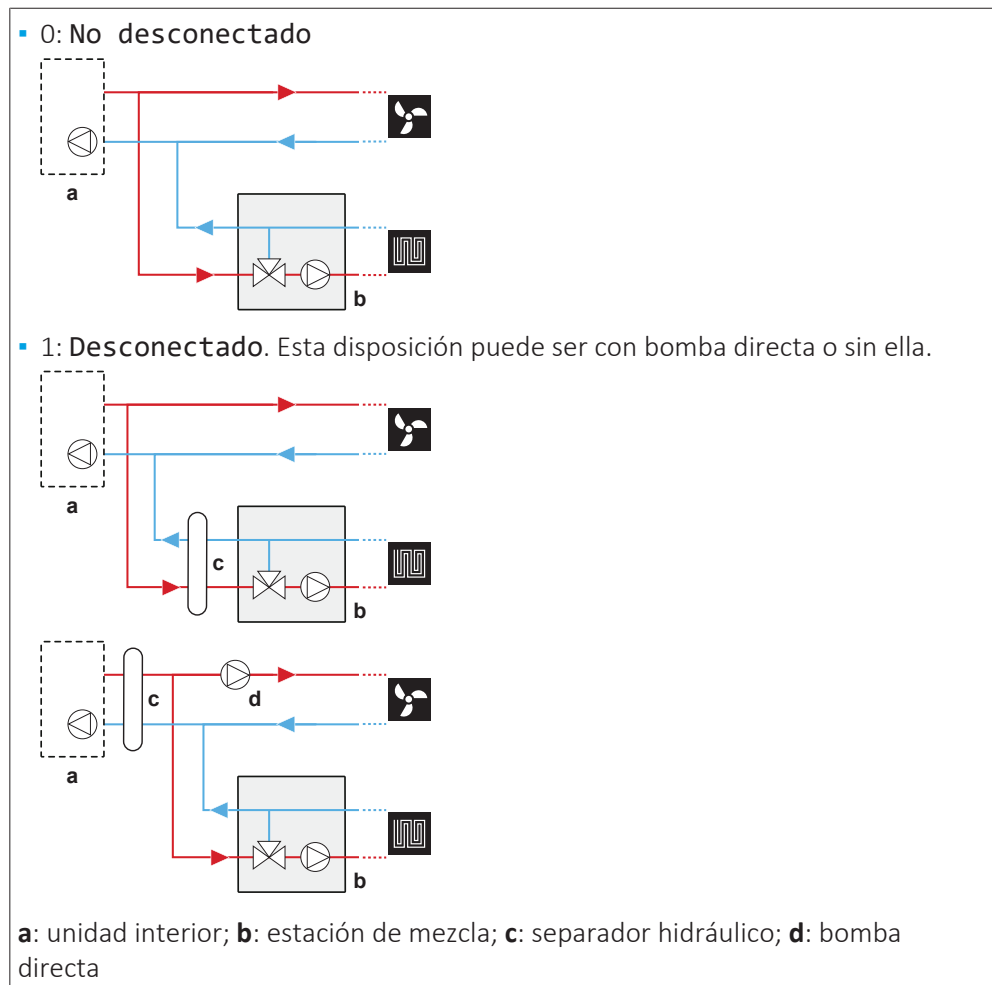 0: No desconectado
a
b
1: Desconectado. Esta disposición puede ser con bomba directa o sin ella.
a
c
b
c
d
a
b
a: unidad interior; b: estación de mezcla; c: separador hidráulico; d: bomba
directa